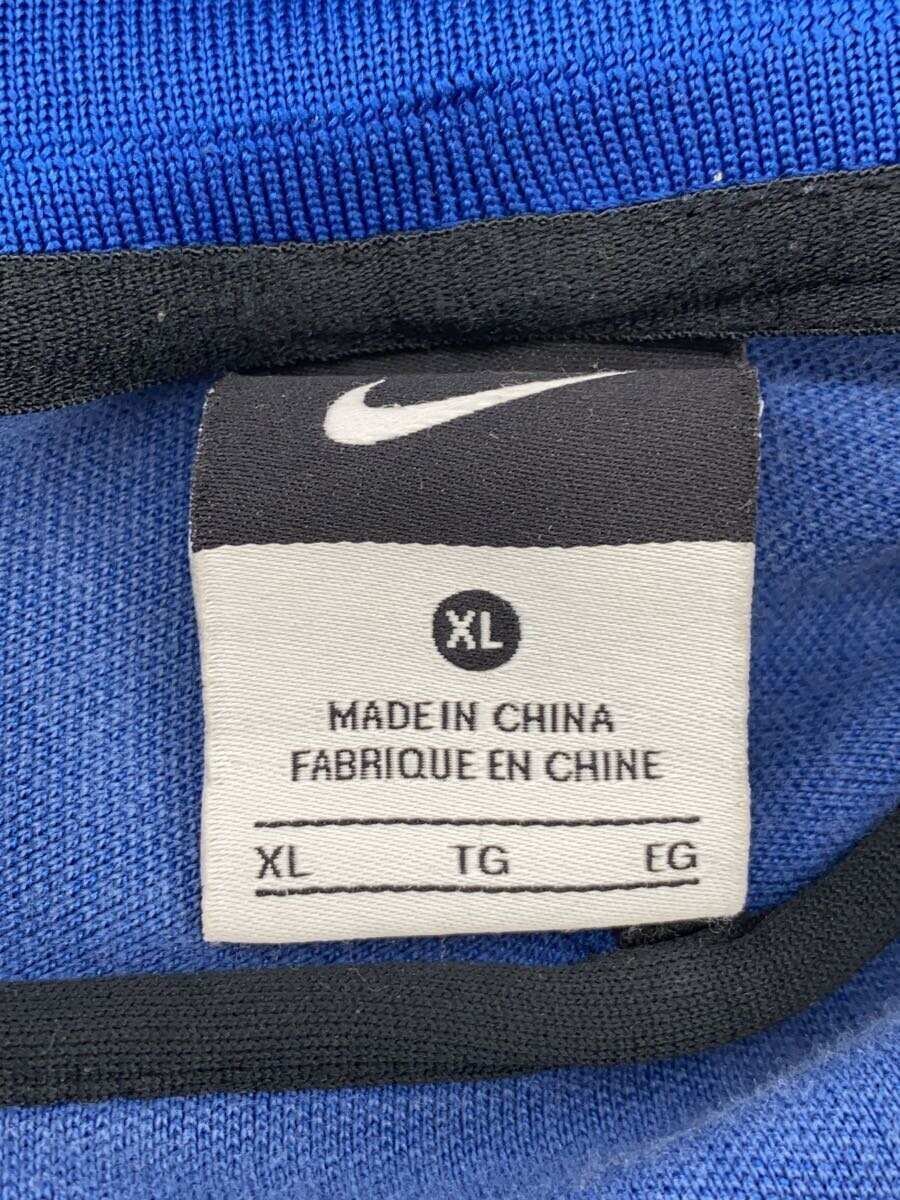 XL
MADE IN CHINA
FABRIQUE EN CHINE
XL TG EG